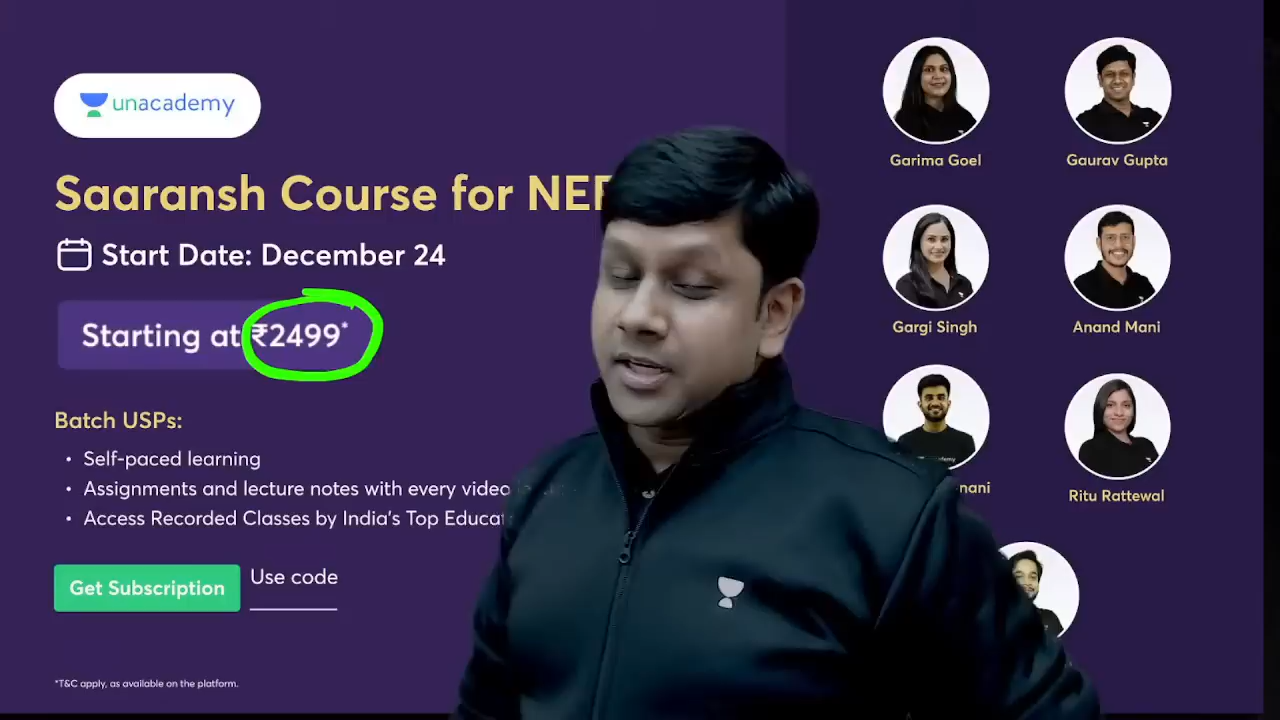 unacademy
Saaransh Course for
Start Date: December 24
Starting at ₹2499*
Batch USPs:
• Self-paced learning
• Assignments and lecture notes with every video
• Access Recorded Classes by India's Top
Get Subscription
Use code
*T&C apply, as available on the platform.
Garima Goel
Gaurav Gupta
Gargi Singh
Anand Mani
Ritu Rattewal